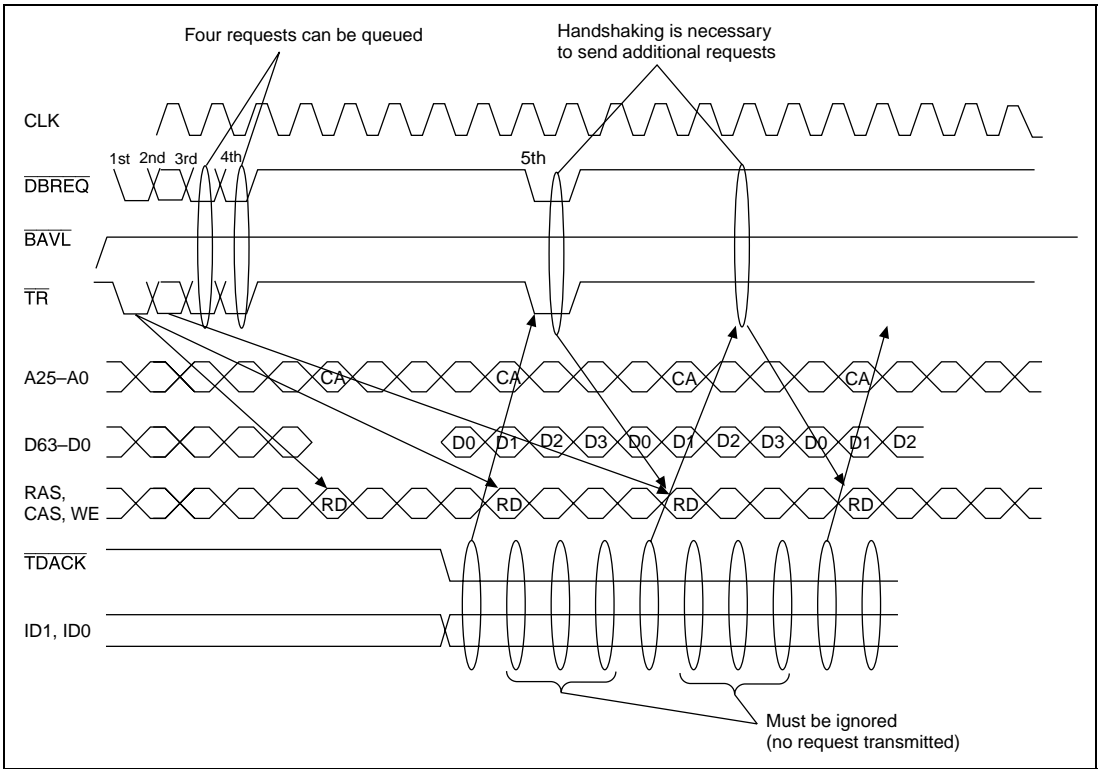 Four requests can be queued
Handshaking is necessary
to send additional requests
CLK
1st 2nd 3rd 4th 5th
DBREQ
BAVL
TR
A25–A0 CA CA CA CA
D63–D0 D0 D1 D2 D3 D0 D1 D2 D3 D0 D1 D2
RAS,
CAS, WE RD RD RD RD
TDACK
ID1, ID0
Must be ignored
(no request transmitted)